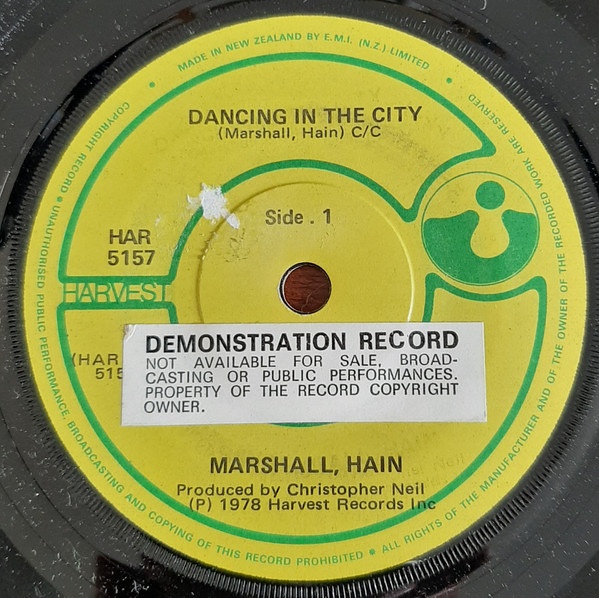 MADE IN NEW ZEALAND BY E.M.I. (N.Z.) LIMITED
COPYRIGHT RECORD • UNAUTHORISED PUBLIC PERFORMANCE, BROADCASTING AND COPYING OF THIS RECORD PROHIBITED • ALL RIGHTS OF THE MANUFACTURER AND OF THE OWNER OF THE RECORDED WORK ARE RESERVED
DANCING IN THE CITY
(Marshall, Hain) C/C
Side . 1
HAR
5157
HARVEST
(HAR
515
DEMONSTRATION RECORD
NOT AVAILABLE FOR SALE, BROAD-
CASTING OR PUBLIC PERFORMANCES.
PROPERTY OF THE RECORD COPYRIGHT
OWNER.
MARSHALL, HAIN
Produced by Christopher Neil
(P) 1978 Harvest Records Inc